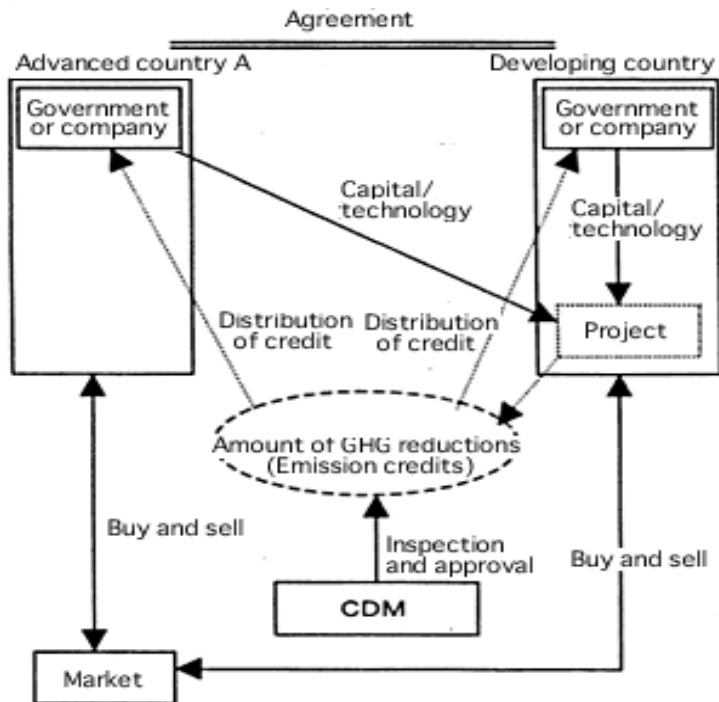 Agreement
Advanced country A
Developing country
Government
or company
Government
or company
Capital/
technology
Capital/
technology
Distribution
of credit
Distribution
of credit
Project
Amount of GHG reductions
(Emission credits)
Buy and sell
Inspection
and approval
Buy and sell
CDM
Market